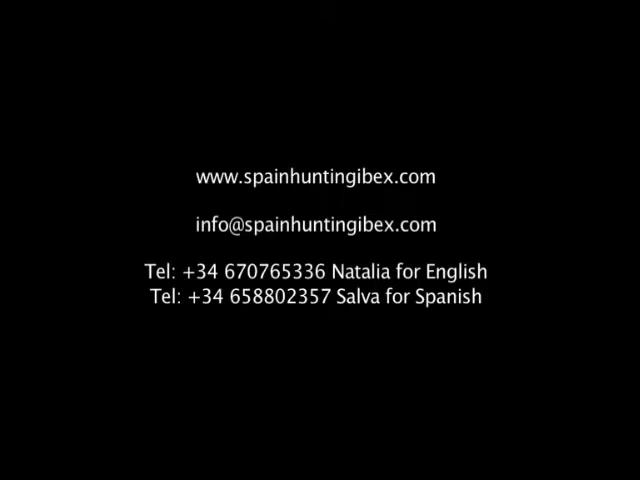 www.spainhuntingibex.com
info@spainhuntingibex.com
Tel: +34 670765336 Natalia for English
Tel: +34 658802357 Salva for Spanish